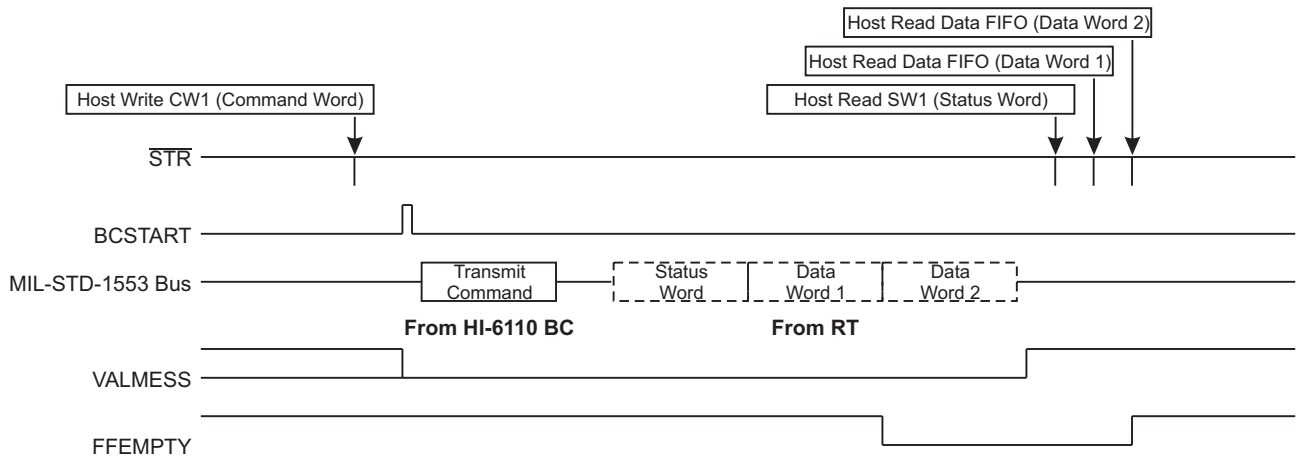 Host Read Data FIFO (Data Word 2)
Host Read Data FIFO (Data Word 1)
Host Write CW1 (Command Word)
Host Read SW1 (Status Word)
STR
BCSTART
MIL-STD-1553 Bus
Transmit
Command
Status
Word
Data
Word 1
Data
Word 2
From HI-6110 BC
From RT
VALMESS
FFEMPTY